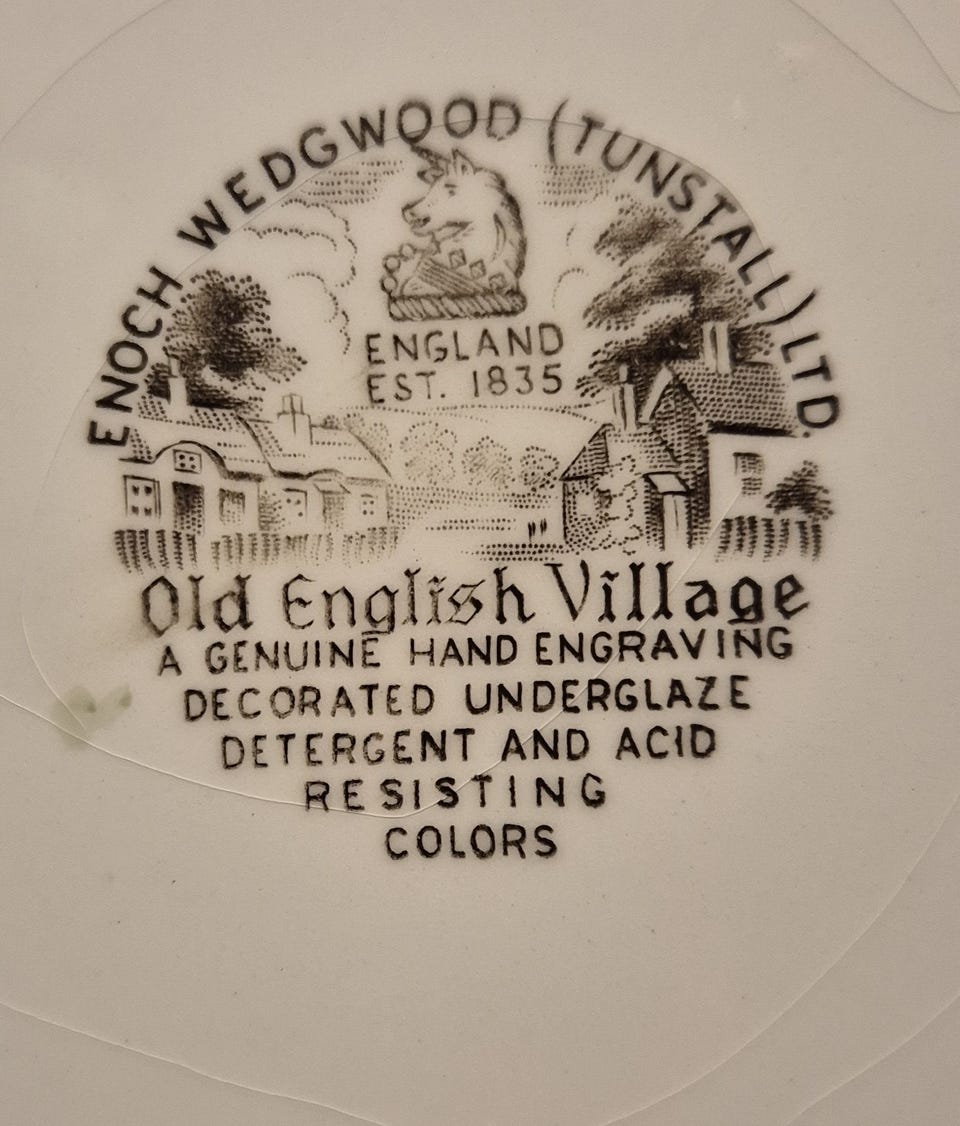 ENOCH WEDGWOOD (TUNSTALL) LTD.
ENGLAND
EST. 1835
Old English Village
A GENUINE HAND ENGRAVING
DECORATED UNDERGLAZE
DETERGENT AND ACID
RESISTING
COLORS